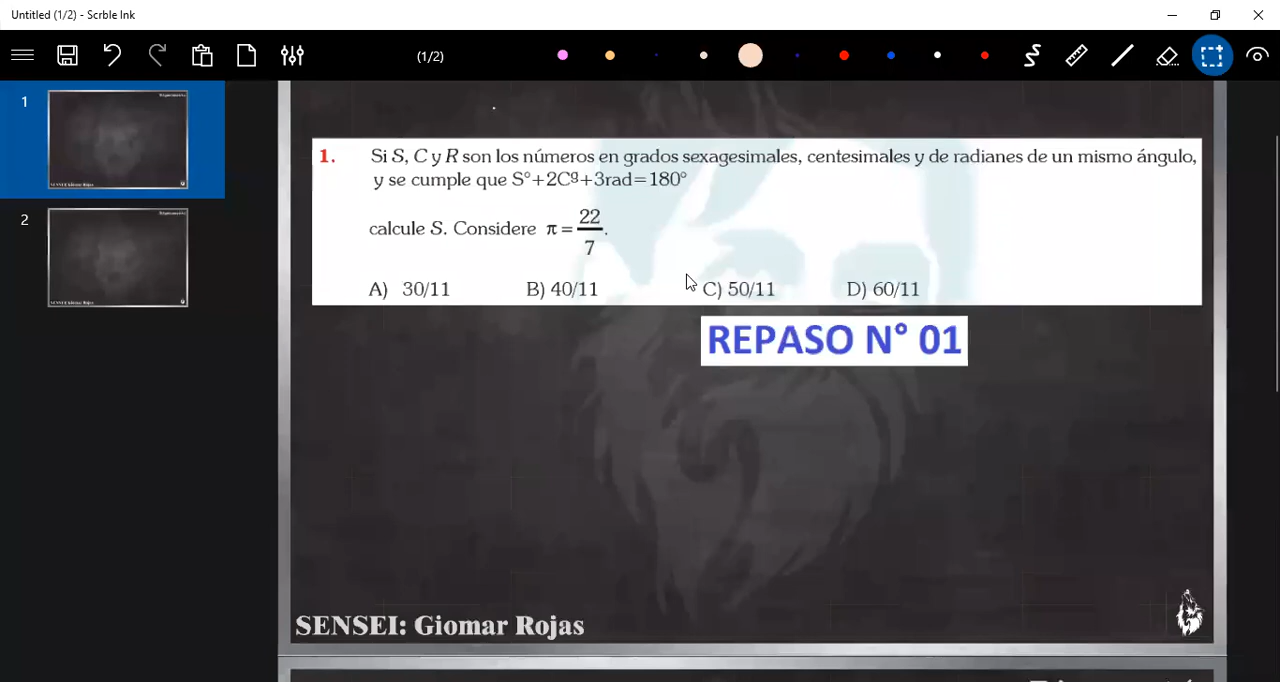 Untitled (1/2) - Scrble Ink
(1/2)
1
2
1. Si S, C y R son los números en grados sexagesimales, centesimales y de radianes de un mismo ángulo,
y se cumple que S°+2Cᵍ+3rad=180°
calcule S. Considere π = 22/7.
A) 30/11 B) 40/11 C) 50/11 D) 60/11
REPASO N° 01
SENSEI: Giomar Rojas